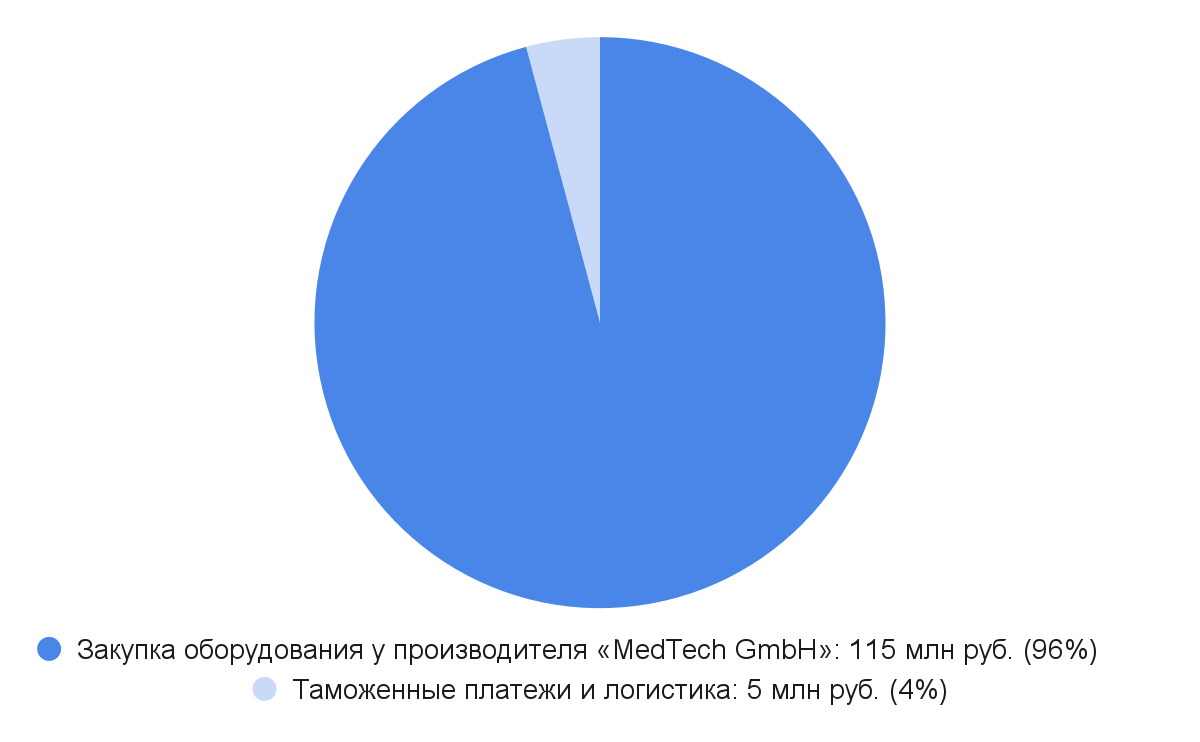 Закупка оборудования у производителя «MedTech GmbH»: 115 млн руб. (96%)
Таможенные платежи и логистика: 5 млн руб. (4%)